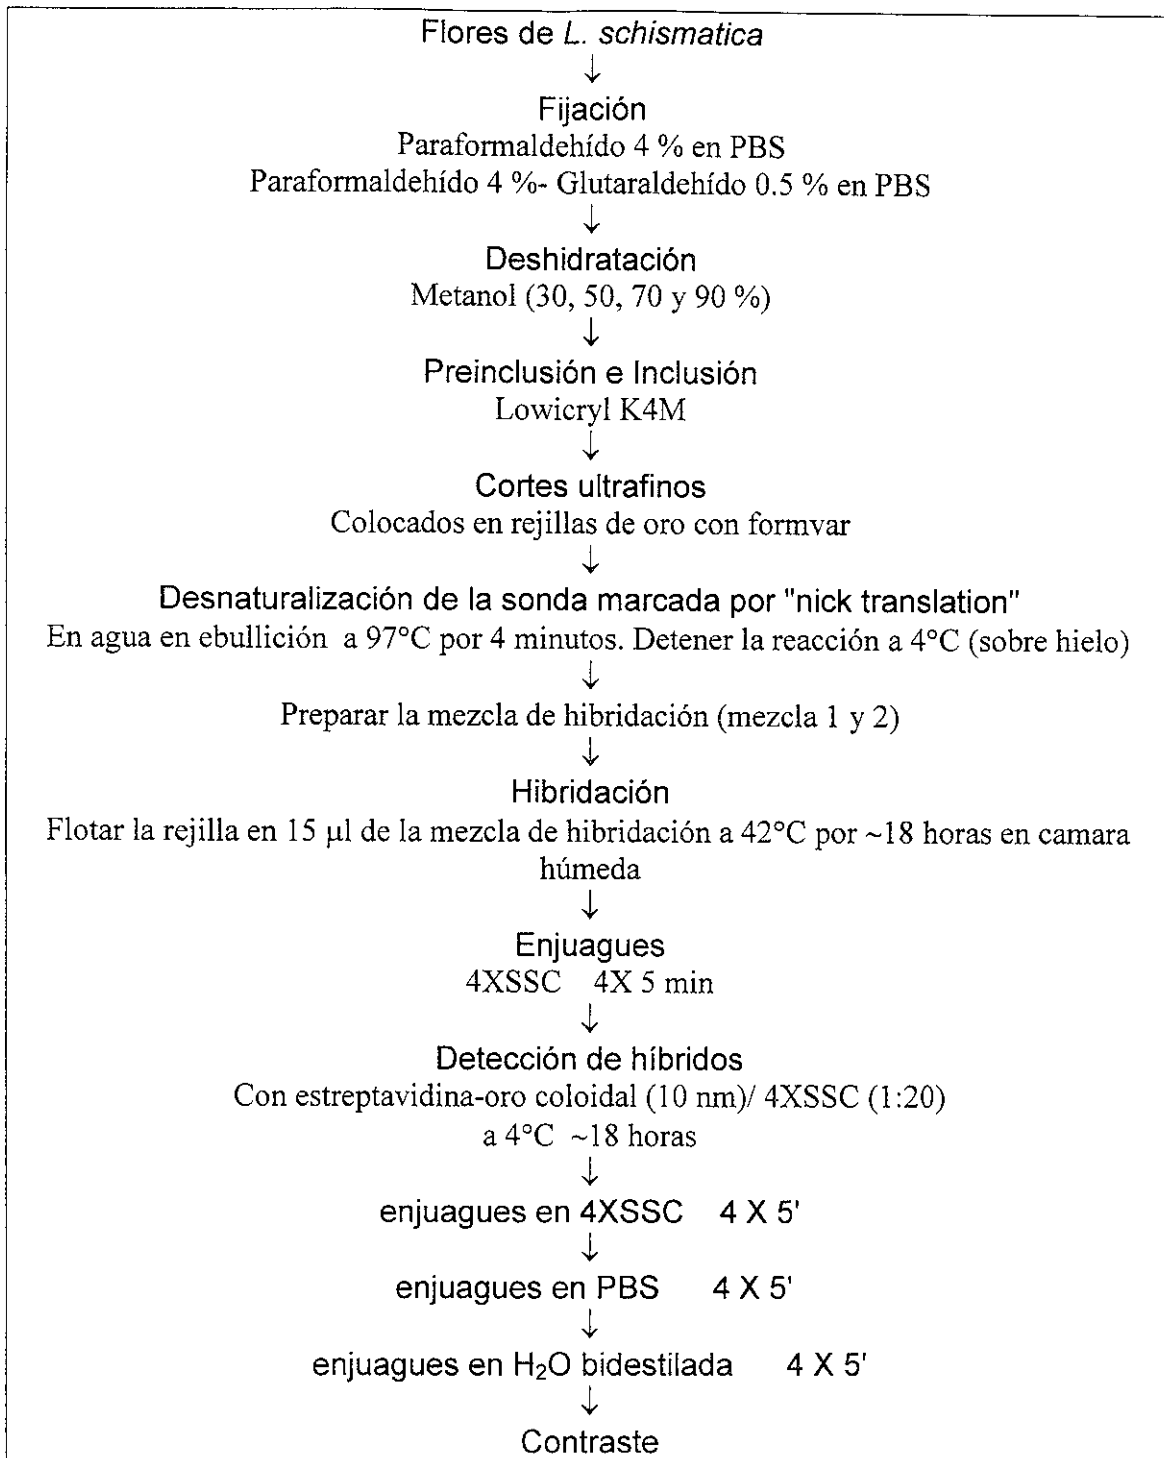 Flores de L. schismatica
↓
Fijación
Paraformaldehído 4 % en PBS
Paraformaldehído 4 %- Glutaraldehído 0.5 % en PBS
↓
Deshidratación
Metanol (30, 50, 70 y 90 %)
↓
Preinclusión e Inclusión
Lowicryl K4M
↓
Cortes ultrafinos
Colocados en rejillas de oro con formvar
↓
Desnaturalización de la sonda marcada por "nick translation"
En agua en ebullición a 97°C por 4 minutos. Detener la reacción a 4°C (sobre hielo)
↓
Preparar la mezcla de hibridación (mezcla 1 y 2)
↓
Hibridación
Flotar la rejilla en 15 µl de la mezcla de hibridación a 42°C por ~18 horas en camara
húmeda
↓
Enjuagues
4XSSC 4X 5 min
↓
Detección de híbridos
Con estreptavidina-oro coloidal (10 nm)/ 4XSSC (1:20)
a 4°C ~18 horas
↓
enjuagues en 4XSSC 4 X 5'
↓
enjuagues en PBS 4 X 5'
↓
enjuagues en H₂O bidestilada 4 X 5'
↓
Contraste